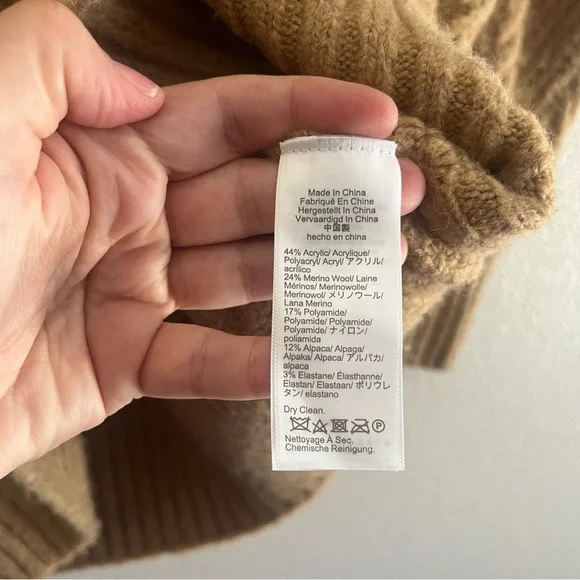 Made In China
Fabriqué En Chine
Hergestellt In China
Vervaardigd In China
中国製
hecho en china
44% Acrylic/ Acrylique/
Polyacryl/ Acryl/ アクリル/
acrílico
24% Merino Wool/ Laine
Mérinos/ Merinowolle/
Merinowol/ メリノウール/
Lana Merino
17% Polyamide/
Polyamide/ Polyamide/
Polyamide/ ナイロン/
poliamida
12% Alpaca/ Alpaga/
Alpaka/ Alpaca/ アルパカ/
alpaca
3% Elastane/ Élasthanne/
Elastan/ Elastaan/ ポリウレ
タン/ elastano
Dry Clean.
P
Nettoyage À Sec,
Chemische Reinigung.